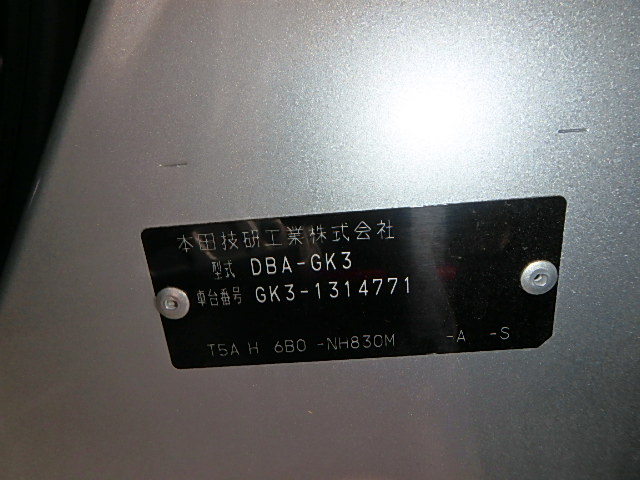 本田技研工業株式会社
型式 DBA-GK3
車台番号 GK3-1314771
T5A H 6B0 -NH830M -A -S